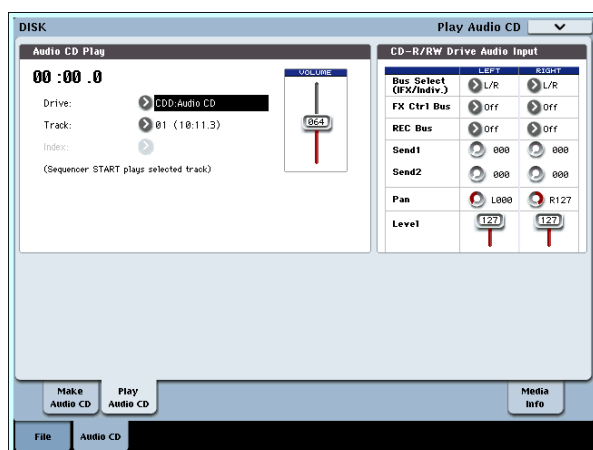 DISK
Play Audio CD
Audio CD Play
00 :00 .0
Drive: CDD:Audio CD
Track: 01 (10:11.3)
Index:
(Sequencer START plays selected track)
VOLUME
064
CD-R/RW Drive Audio Input
LEFT RIGHT
Bus Select
(IFX/Indiv.) L/R L/R
FX Ctrl Bus Off Off
REC Bus Off Off
Send1 000 000
Send2 000 000
Pan L000 R127
Level 127 127
Make
Audio CD
Play
Audio CD
Media
Info
File
Audio CD